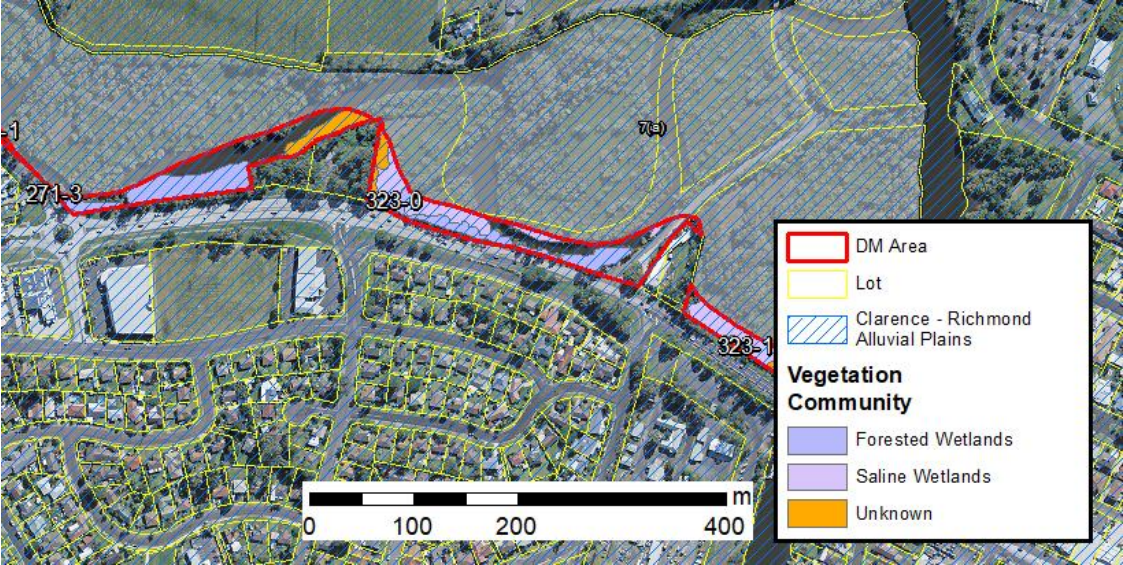 -1
7(a)
271-3
323-0
323-1
DM Area
Lot
Clarence - Richmond
Alluvial Plains
Vegetation
Community
Forested Wetlands
Saline Wetlands
Unknown
m
0 100 200 400